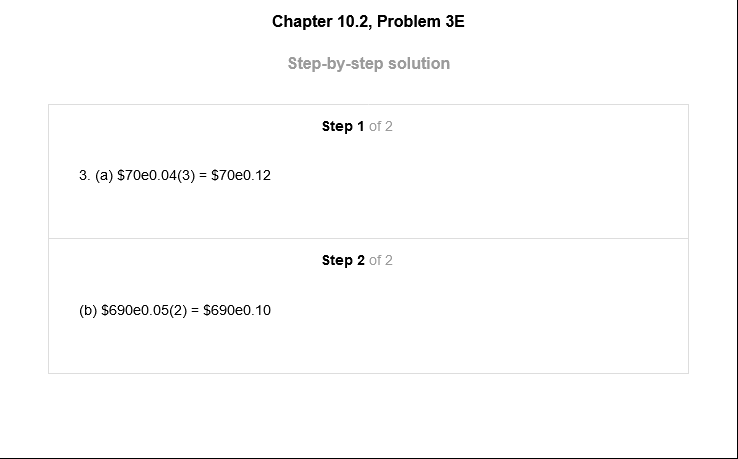 Chapter 10.2, Problem 3E
Step-by-step solution
Step 1 of 2
3. (a) $70e0.04(3) = $70e0.12
Step 2 of 2
(b) $690e0.05(2) = $690e0.10